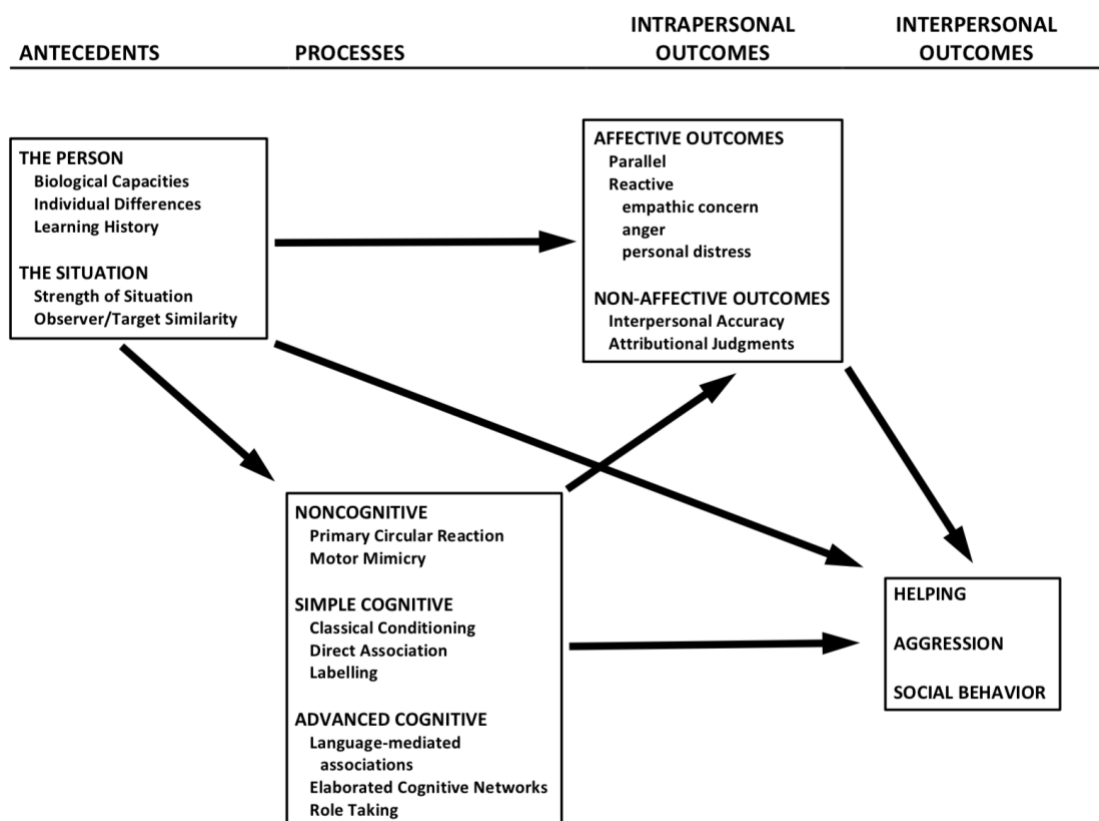 ANTECEDENTS
PROCESSES
INTRAPERSONAL
OUTCOMES
INTERPERSONAL
OUTCOMES
THE PERSON
Biological Capacities
Individual Differences
Learning History
THE SITUATION
Strength of Situation
Observer/Target Similarity
AFFECTIVE OUTCOMES
Parallel
Reactive
empathic concern
anger
personal distress
NON-AFFECTIVE OUTCOMES
Interpersonal Accuracy
Attributional Judgments
NONCOGNITIVE
Primary Circular Reaction
Motor Mimicry
SIMPLE COGNITIVE
Classical Conditioning
Direct Association
Labelling
ADVANCED COGNITIVE
Language-mediated
associations
Elaborated Cognitive Networks
Role Taking
HELPING
AGGRESSION
SOCIAL BEHAVIOR